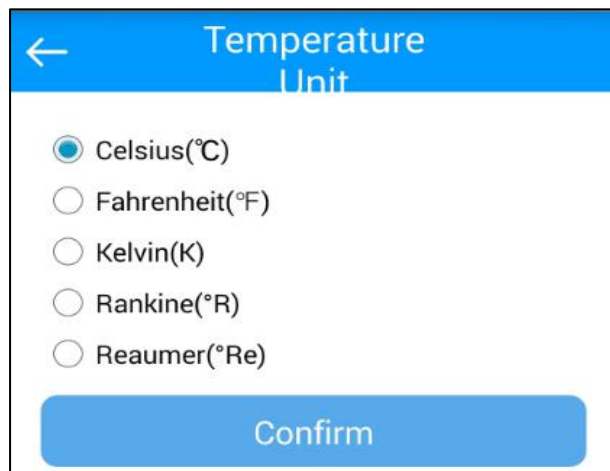 Temperature
Unit
Celsius(℃)
Fahrenheit(℉)
Kelvin(K)
Rankine(°R)
Reaumer(°Re)
Confirm